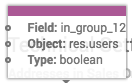 Field: in_group_12
Object: res.users
Type: boolean